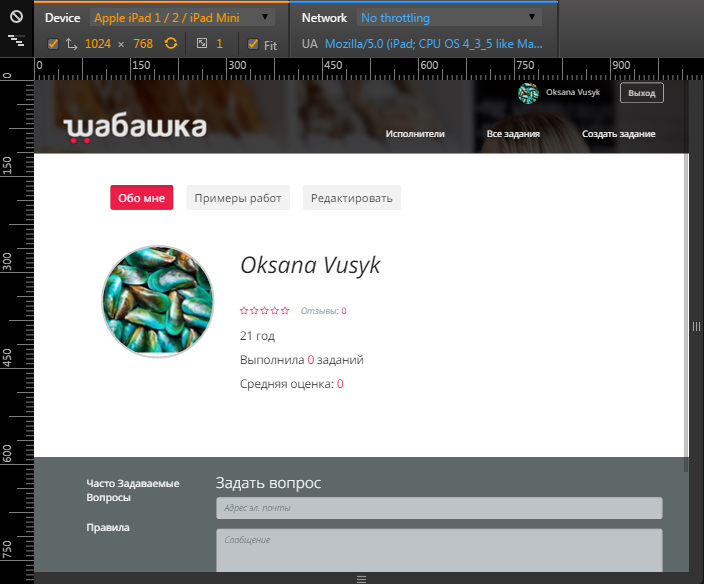 Device Apple iPad 1 / 2 / iPad Mini Network No throttling
1024 × 768 1 Fit UA Mozilla/5.0 (iPad; CPU OS 4_3_5 like Ma...
0 150 300 450 600 750 900
0
150
300
450
600
750
Oksana Vusyk Выход
шабашка
Исполнители Все задания Создать задание
Обо мне Примеры работ Редактировать
Oksana Vusyk
Отзывы: 0
21 год
Выполнила 0 заданий
Средняя оценка: 0
Часто Задаваемые
Вопросы
Правила
Задать вопрос
Адрес эл. почты
Сообщение